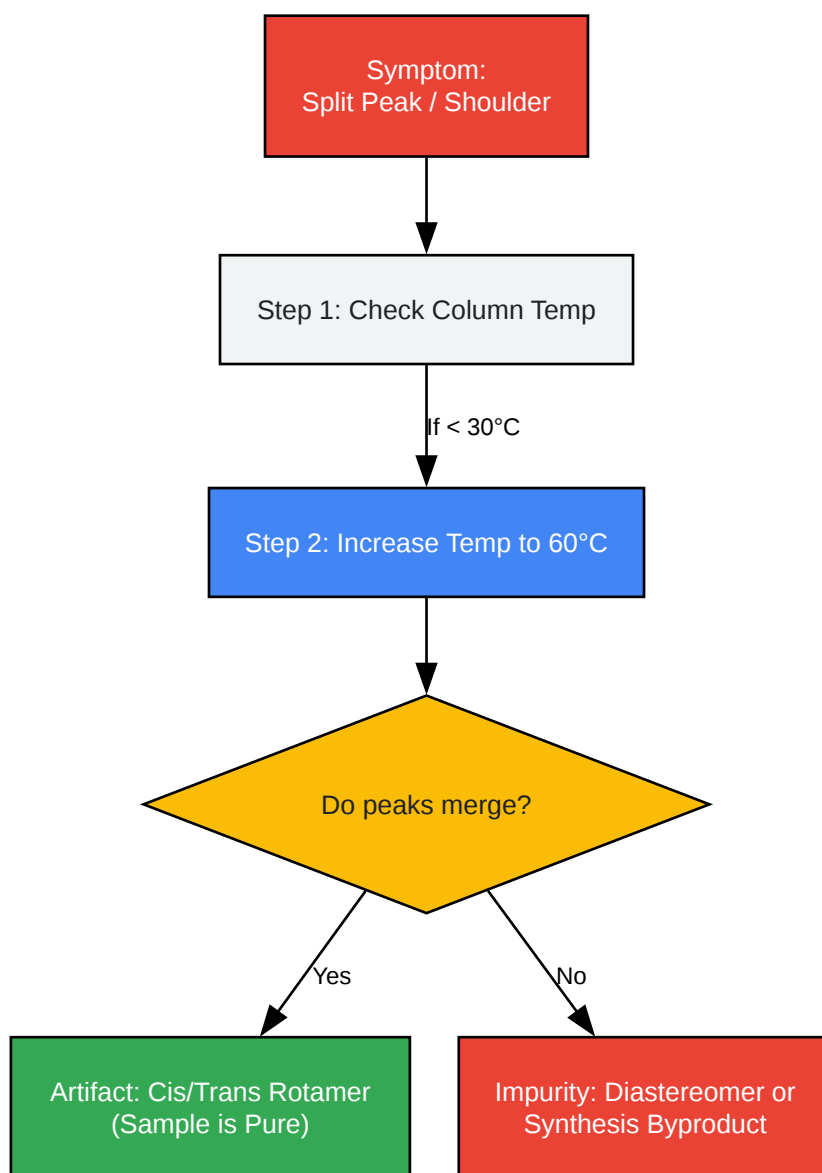 Symptom:
Split Peak / Shoulder
Step 1: Check Column Temp
If < 30°C
Step 2: Increase Temp to 60°C
Do peaks merge?
Yes
No
Artifact: Cis/Trans Rotamer
(Sample is Pure)
Impurity: Diastereomer or
Synthesis Byproduct